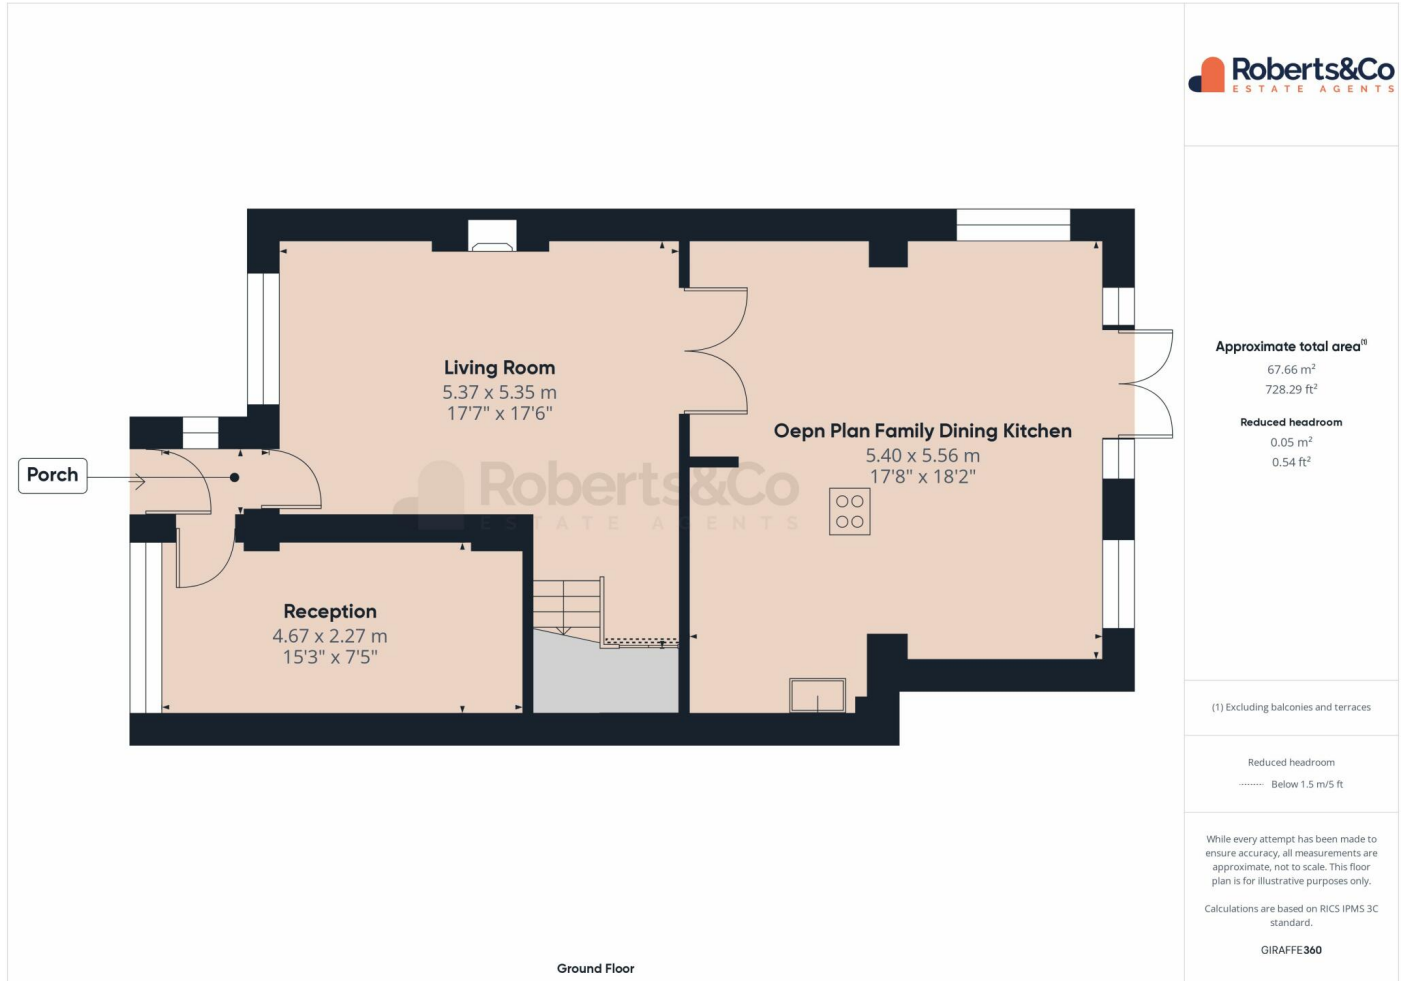 Roberts&Co
ESTATE AGENTS
Approximate total area(1)
67.66 m²
728.29 ft²
Reduced headroom
0.05 m²
0.54 ft²
Living Room
5.37 x 5.35 m
17'7" x 17'6"
Oepn Plan Family Dining Kitchen
5.40 x 5.56 m
17'8" x 18'2"
Porch
Roberts&Co
ESTATE AGENTS
Reception
4.67 x 2.27 m
15'3" x 7'5"
(1) Excluding balconies and terraces
Reduced headroom
Below 1.5 m/5 ft
While every attempt has been made to
ensure accuracy, all measurements are
approximate, not to scale. This floor
plan is for illustrative purposes only.
Calculations are based on RICS IPMS 3C
standard.
GIRAFFE360
Ground Floor